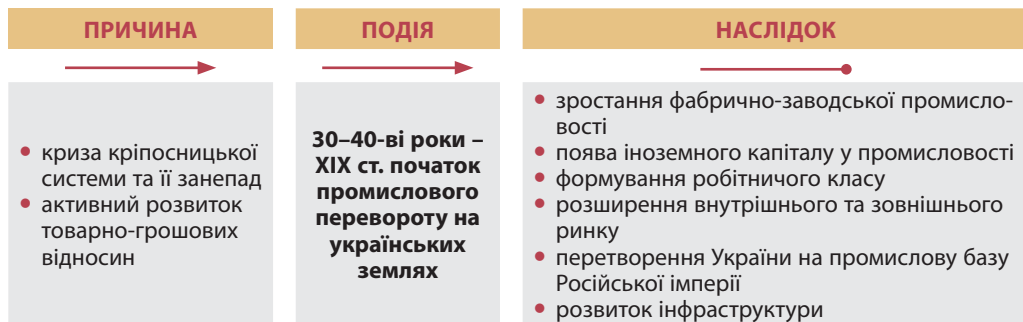 ПРИЧИНА
ПОДІЯ
НАСЛІДОК
• криза кріпосницької
системи та її занепад
• активний розвиток
товарно-грошових
відносин
30–40-ві роки –
ХІХ ст. початок
промислового
перевороту на
українських
землях
• зростання фабрично-заводської промисло-
вості
• поява іноземного капіталу у промисловості
• формування робітничого класу
• розширення внутрішнього та зовнішнього
ринку
• перетворення України на промислову базу
Російської імперії
• розвиток інфраструктури